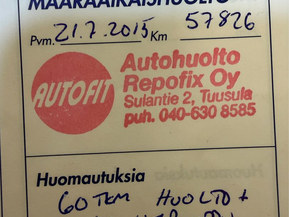 MÄÄRÄAIKAISHUOLTO
Pvm. 21.7.2015 Km 57826
AUTOFIT
Autohuolto
Repofix Oy
Sulantie 2, Tuusula
puh. 040-630 8585
Huomautuksia
60 TKM HUOLTO +